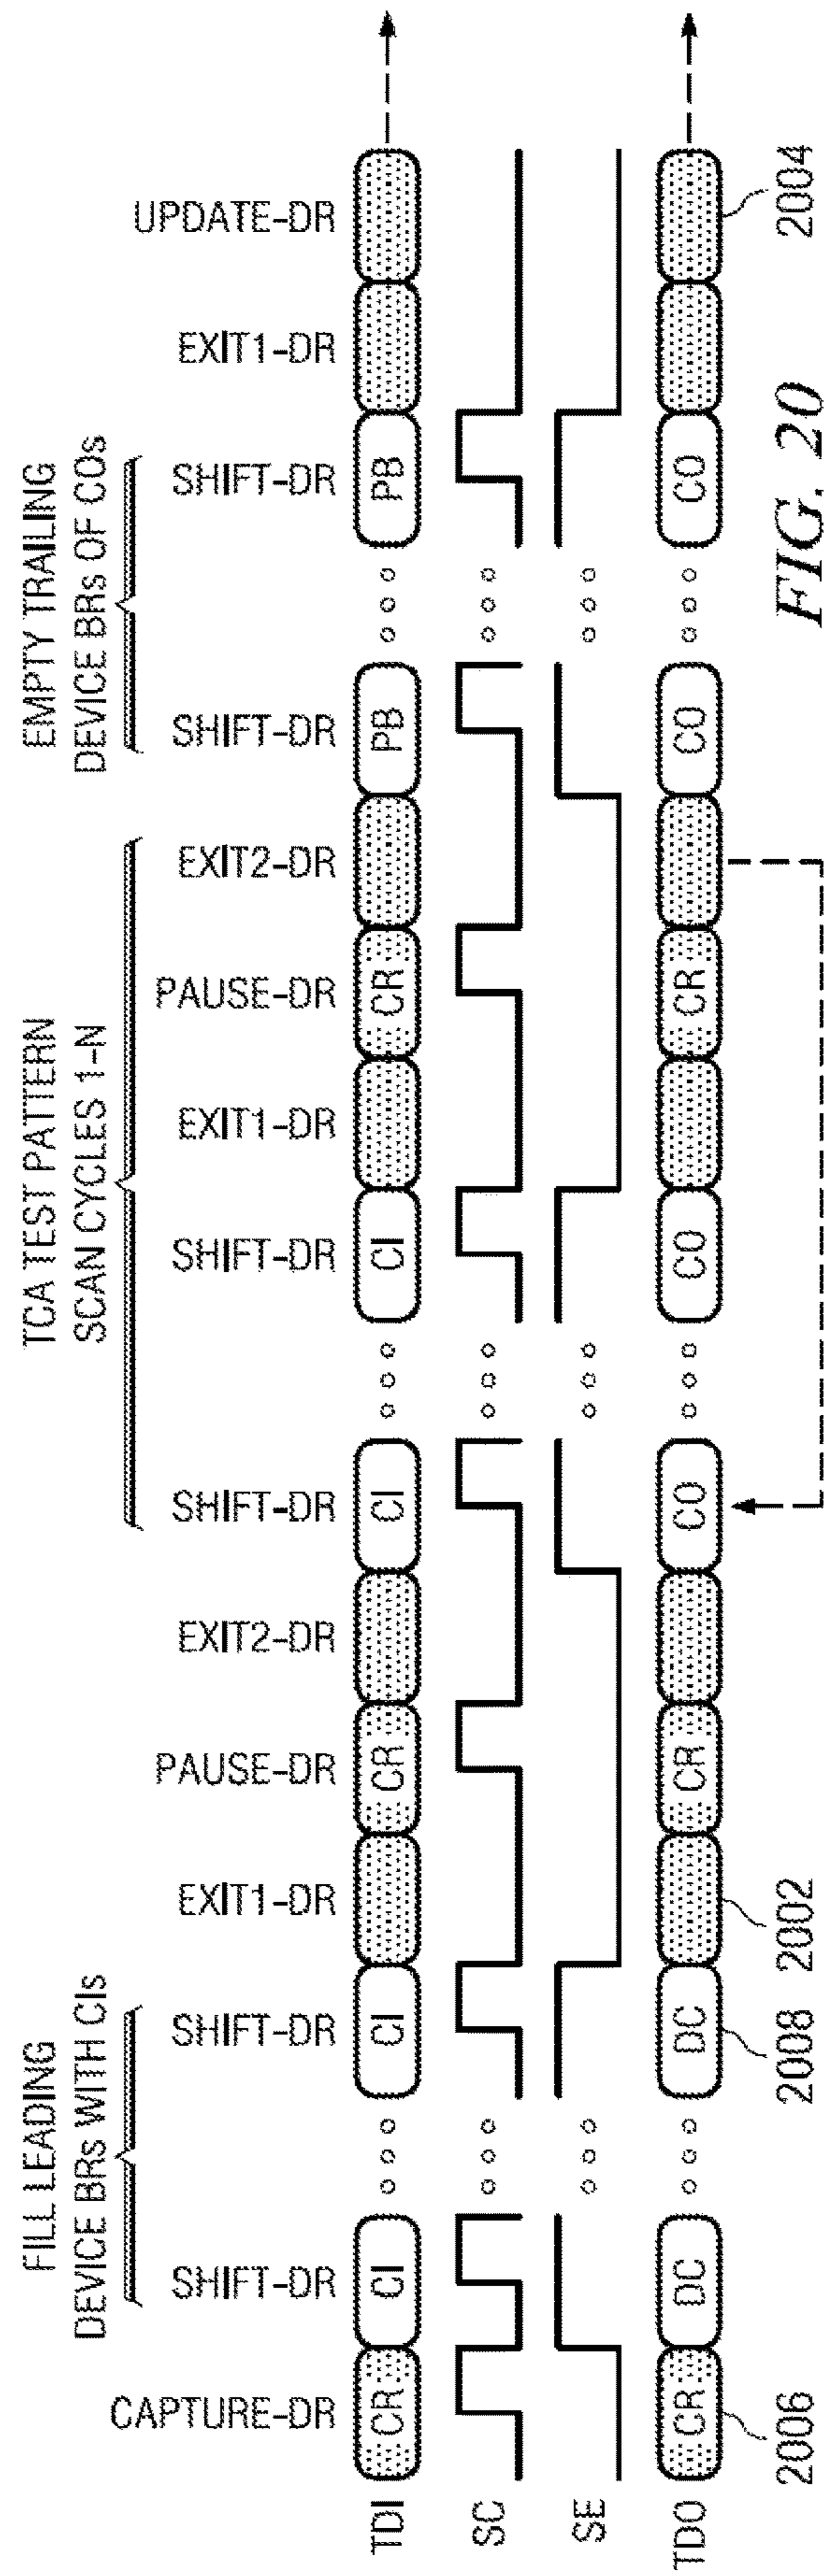 FILL LEADING
DEVICE BRs WITH CIs
TCA TEST PATTERN
SCAN CYCLES 1-N
EMPTY TRAILING
DEVICE BRs OF COs
CAPTURE-DR
SHIFT-DR
SHIFT-DR
EXIT1-DR
PAUSE-DR
EXIT2-DR
SHIFT-DR
SHIFT-DR
EXIT1-DR
PAUSE-DR
EXIT2-DR
SHIFT-DR
SHIFT-DR
EXIT1-DR
UPDATE-DR
TDI CR CI CI CR CI CI CR PB PB
SC
SE
TDO CR DC DC CR CO CO CR CO CO
2006
2008
2002
2004
FIG. 20